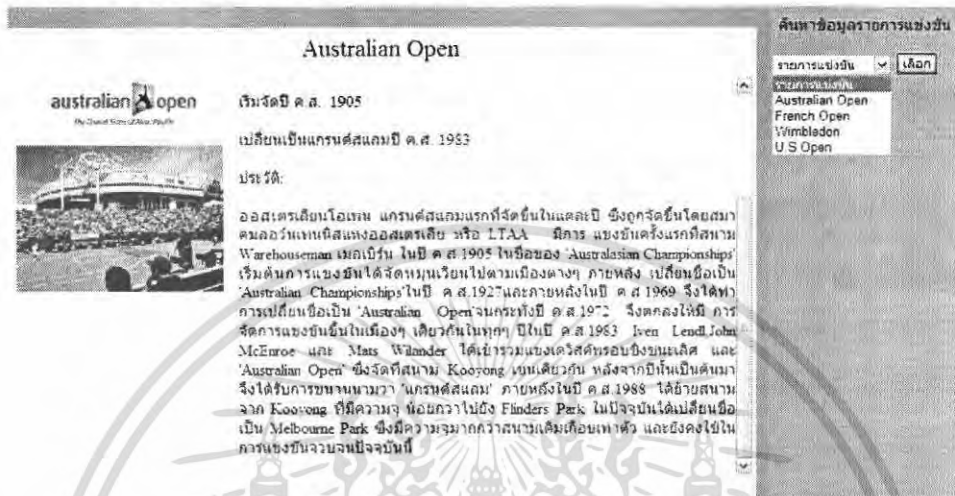 Australian Open
australian open
เริ่มจัดปี ค.ศ. 1905
เปลี่ยนเป็นแกรนด์สแลมปี ค.ศ. 1983
ประวัติ:
ออสเตรเลียนโอเพน แกรนด์สแลมแรกที่จัดขึ้นในแต่ละปี ซึ่งถูกจัดขึ้นโดยสมา
คมลอว์นเทนนิสแห่งออสเตรเลีย หรือ LTAA มีการ แข่งขันครั้งแรกที่สนาม
Warehouseman เมลเบิร์น ในปี ค.ศ 1905 ในชื่อของ 'Australasian Championships'
เริ่มต้นการแข่งขันได้จัดหมุนเวียนไปตามเมืองต่างๆ ภายหลัง เปลี่ยนชื่อเป็น
'Australian Championships'ในปี ค.ศ.1927และภายหลังในปี ค.ศ 1969 จึงได้ทำ
การเปลี่ยนชื่อเป็น 'Australian Open'จนกระทั่งปี ค.ศ.1972 จึงตกลงให้มี การ
จัดการแข่งขันขึ้นในเมืองๆ เดียวกันในทุกๆ ปีในปี ค.ศ.1983 Iven Lendl,John
McEnroe และ Mats Wilander ได้เข้าร่วมแข่งเดวิสคัพรอบชิงชนะเลิศ และ
'Australian Open' ซึ่งจัดที่สนาม Kooyong เช่นเดียวกัน หลังจากปีนั้นเป็นต้นมา
จึงได้รับการขนานนามว่า 'แกรนด์สแลม' ภายหลังในปี ค.ศ.1988 ได้ย้ายสนาม
จาก Kooyong ที่มีความจุ น้อยกว่าไปยัง Flinders Park ในปัจจุบันได้เปลี่ยนชื่อ
เป็น Melbourne Park ซึ่งมีความจุมากกว่าสนามเดิมเกือบเท่าตัว และยังคงใช้ใน
การแข่งขันจวบจนปัจจุบันนี้
ค้นหาข้อมูลรายการแข่งขัน
รายการแข่งขัน เลือก
รายการแข่งขัน
Australian Open
French Open
Wimbledon
U.S Open